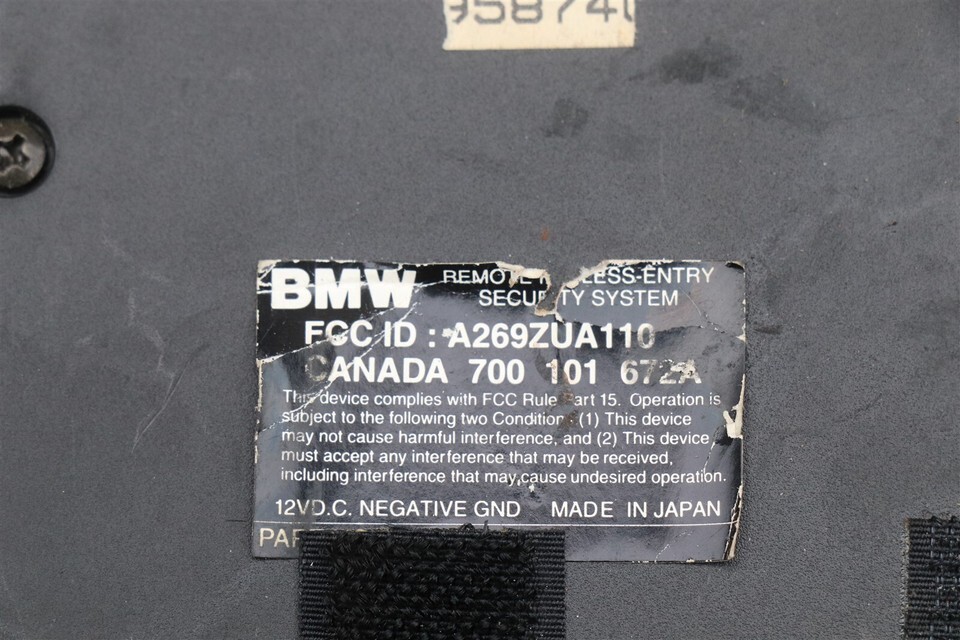 BMW REMOTE LESS-ENTRY
SECURITY SYSTEM
FCC ID : A269ZUA110
CANADA 700 101 672A
This device complies with FCC Rule Part 15. Operation is
subject to the following two Conditions, (1) This device
may not cause harmful interference, and (2) This device
must accept any interference that may be received,
including interference that may cause undesired operation.
12VD.C. NEGATIVE GND MADE IN JAPAN